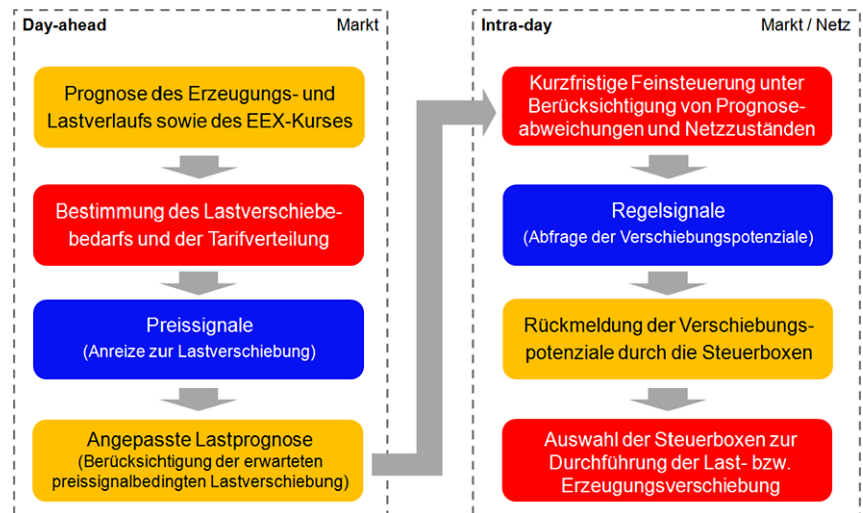 Day-ahead Markt
Prognose des Erzeugungs- und
Lastverlaufs sowie des EEX-Kurses
Bestimmung des Lastverschiebe-
bedarfs und der Tarifverteilung
Preissignale
(Anreize zur Lastverschiebung)
Angepasste Lastprognose
(Berücksichtigung der erwarteten
preissignalbedingten Lastverschiebung)
Intra-day Markt / Netz
Kurzfristige Feinsteuerung unter
Berücksichtigung von Prognose-
abweichungen und Netzzuständen
Regelsignale
(Abfrage der Verschiebungspotenziale)
Rückmeldung der Verschiebungs-
potenziale durch die Steuerboxen
Auswahl der Steuerboxen zur
Durchführung der Last- bzw.
Erzeugungsverschiebung